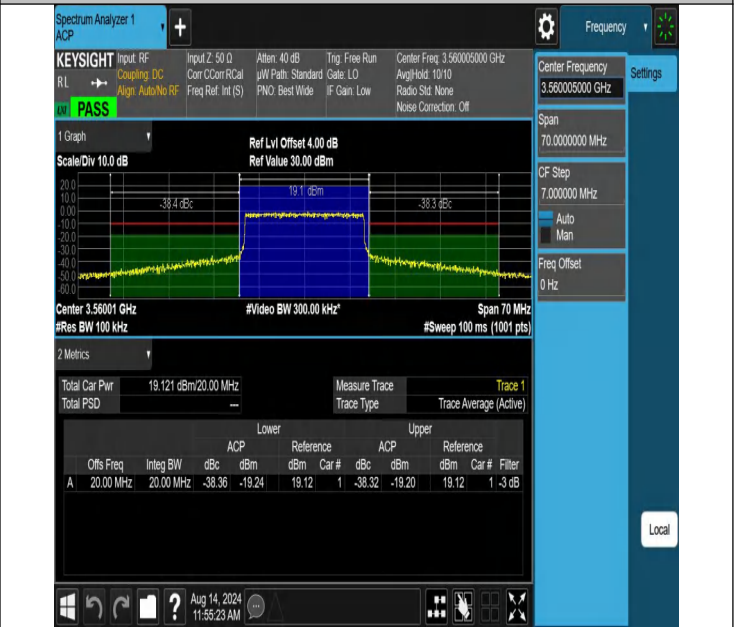 Spectrum Analyzer 1
ACP
+
Frequency
KEYSIGHT
RL
PASS
Input: RF
Coupling: DC
Align: Auto/No RF
Input Z: 50 Ω
Corr CCorr RCal
Freq Ref: Int (S)
Atten: 40 dB
µW Path: Standard
PNO: Best Wide
Trig: Free Run
Gate: LO
IF Gain: Low
Center Freq: 3.560005000 GHz
Avg|Hold: 10/10
Radio Std: None
Noise Correction: Off
Center Frequency
3.560005000 GHz
Settings
Span
70.0000000 MHz
CF Step
7.000000 MHz
Auto
Man
Freq Offset
0 Hz
1 Graph
Scale/Div 10.0 dB
Ref Lvl Offset 4.00 dB
Ref Value 30.00 dBm
20.0
10.0
0.00
-10.0
-20.0
-30.0
-40.0
-50.0
-60.0
-38.4 dBc
19.1 dBm
-38.3 dBc
Center 3.56001 GHz
#Video BW 300.00 kHz*
Span 70 MHz
#Res BW 100 kHz
#Sweep 100 ms (1001 pts)
2 Metrics
Total Car Pwr 19.121 dBm/20.00 MHz
Total PSD ---
Measure Trace Trace 1
Trace Type Trace Average (Active)
Lower Upper
ACP Reference ACP Reference
Offs Freq Integ BW dBc dBm dBm Car # dBc dBm dBm Car # Filter
A 20.00 MHz 20.00 MHz -38.36 -19.24 19.12 1 -38.32 -19.20 19.12 1 -3 dB
Local
?
Aug 14, 2024
11:55:23 AM